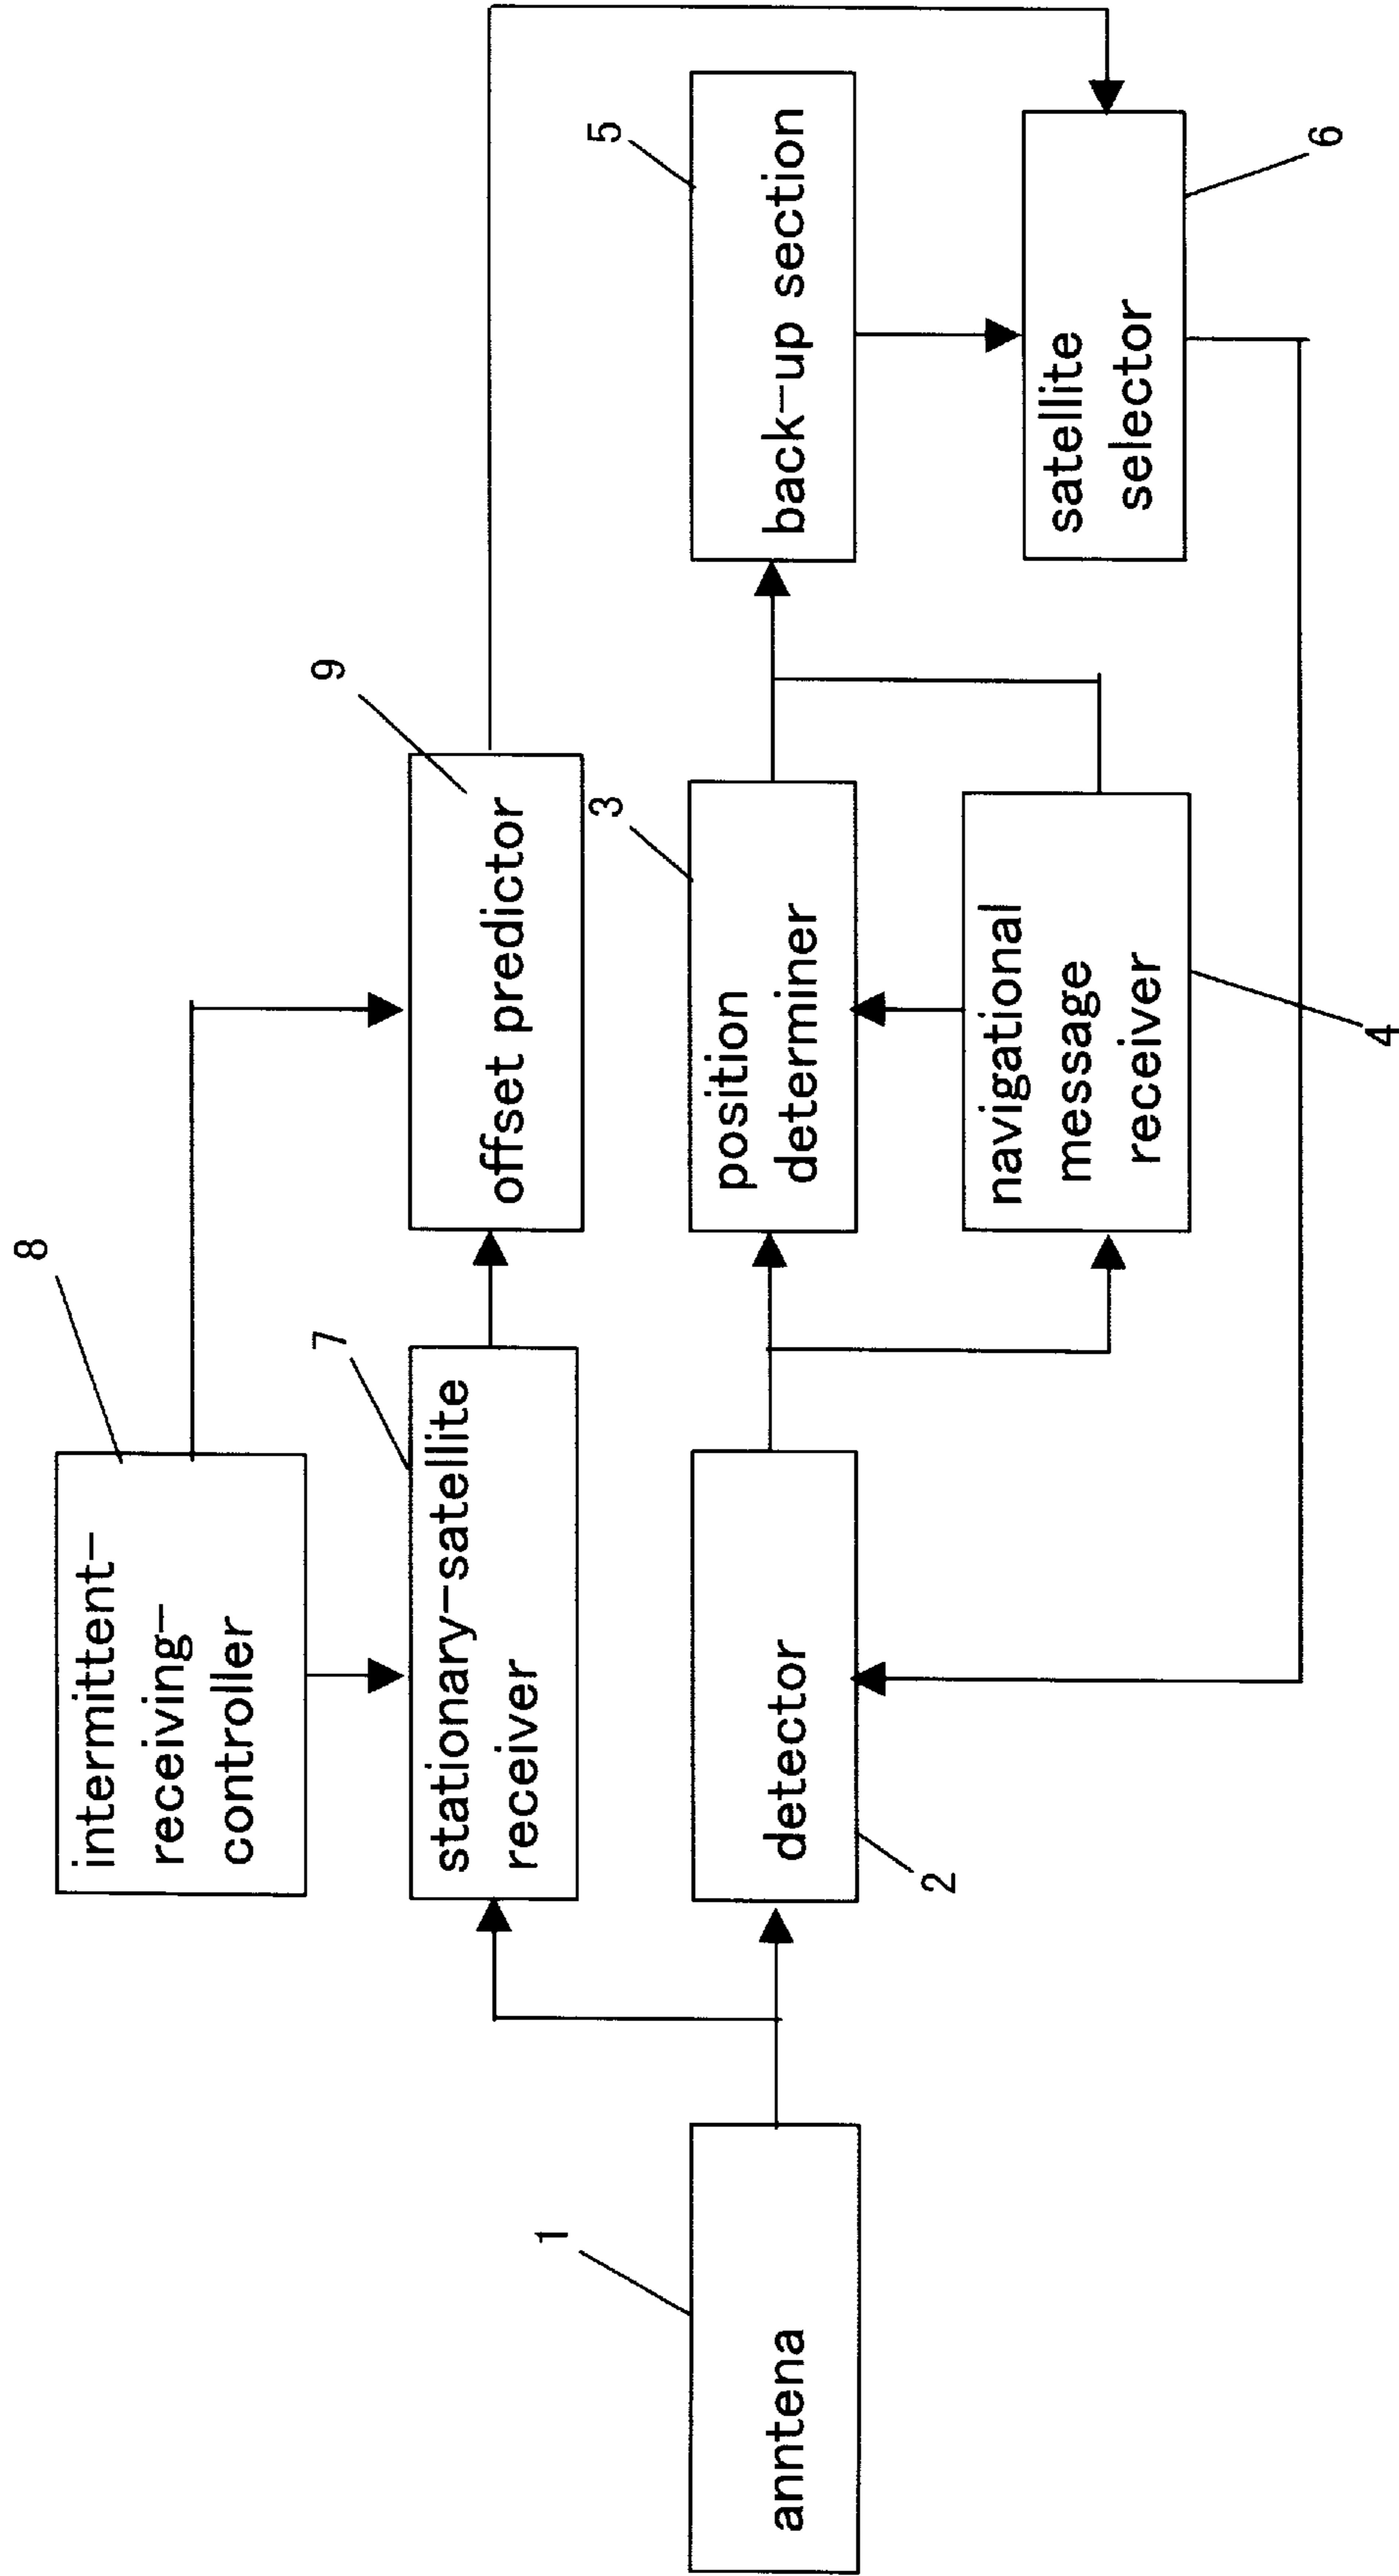 8
intermittent-
receiving-
controller
9
7
stationary-satellite
receiver
offset predictor
5
3
1
anntena
detector
2
position
determiner
back-up section
navigational
message
receiver
4
satellite
selector
6